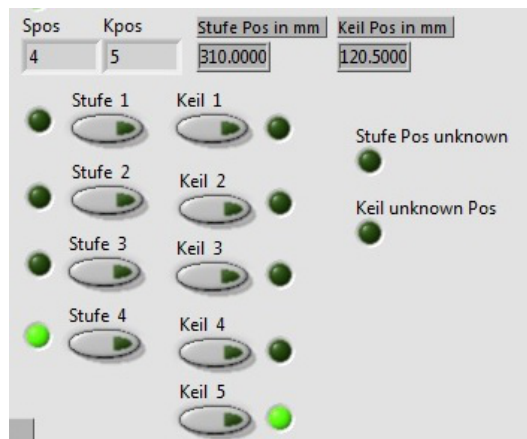 Spos Kpos Stufe Pos in mm Keil Pos in mm
4 5 310.0000 120.5000
Stufe 1 Keil 1
Stufe Pos unknown
Stufe 2 Keil 2
Keil unknown Pos
Stufe 3 Keil 3
Stufe 4 Keil 4
Keil 5